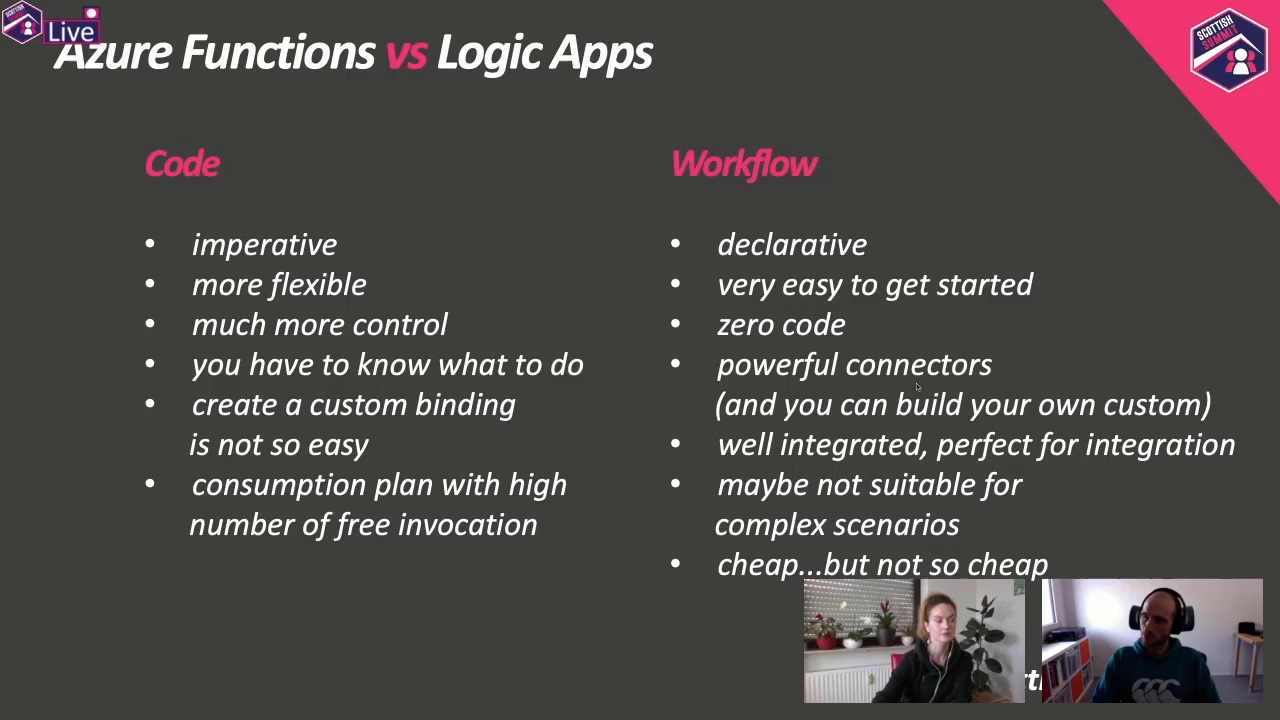 SCOTTISH
Live
Azure Functions vs Logic Apps
SCOTTISH
SUMMIT
Code
• imperative
• more flexible
• much more control
• you have to know what to do
• create a custom binding
is not so easy
• consumption plan with high
number of free invocation
Workflow
• declarative
• very easy to get started
• zero code
• powerful connectors
(and you can build your own custom)
• well integrated, perfect for integration
• maybe not suitable for
complex scenarios
• cheap...but not so cheap